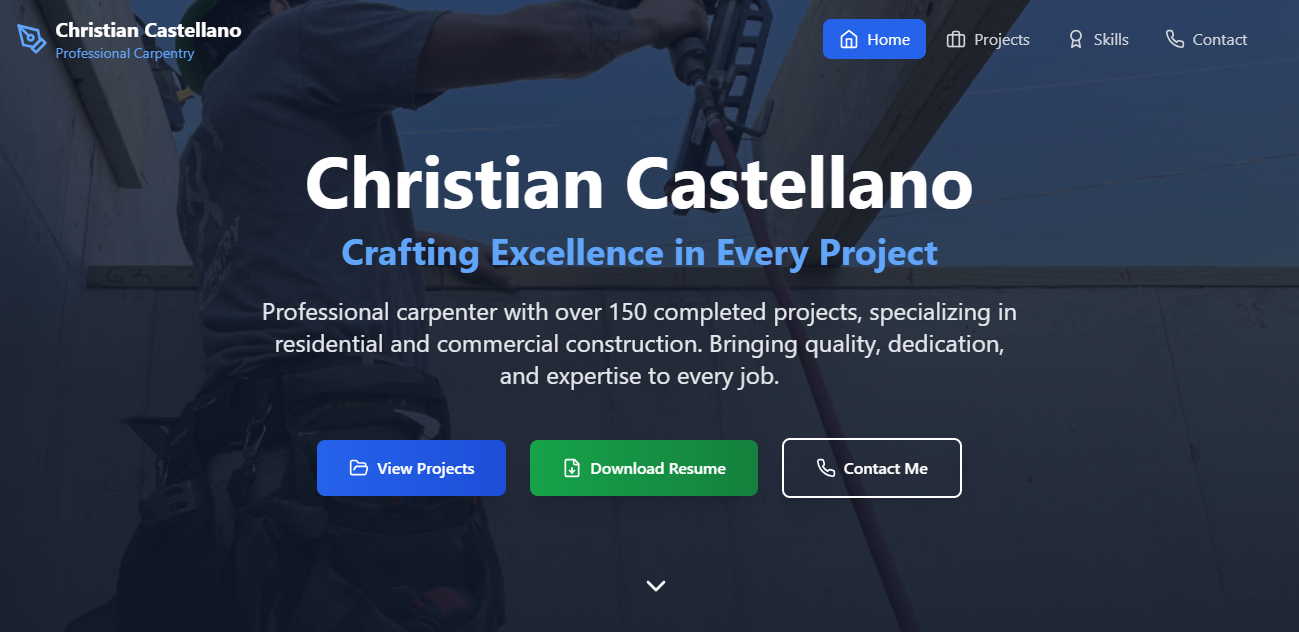 Christian Castellano
Professional Carpentry
Home
Projects
Skills
Contact
Christian Castellano
Crafting Excellence in Every Project
Professional carpenter with over 150 completed projects, specializing in
residential and commercial construction. Bringing quality, dedication,
and expertise to every job.
View Projects
Download Resume
Contact Me